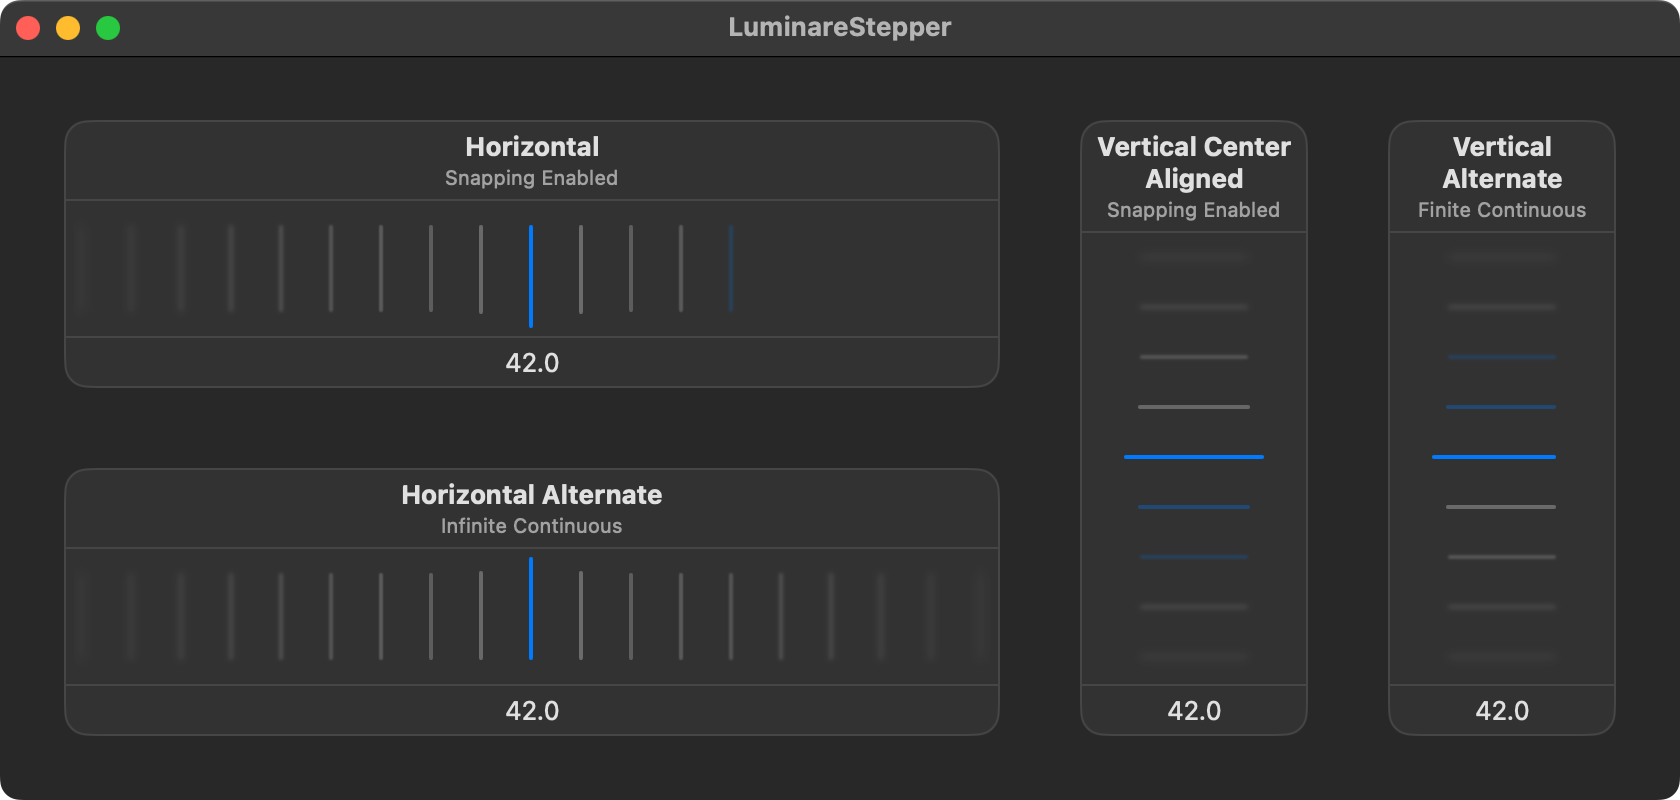 LuminareStepper
Horizontal
Snapping Enabled
42.0
Horizontal Alternate
Infinite Continuous
42.0
Vertical Center
Aligned
Snapping Enabled
42.0
Vertical
Alternate
Finite Continuous
42.0